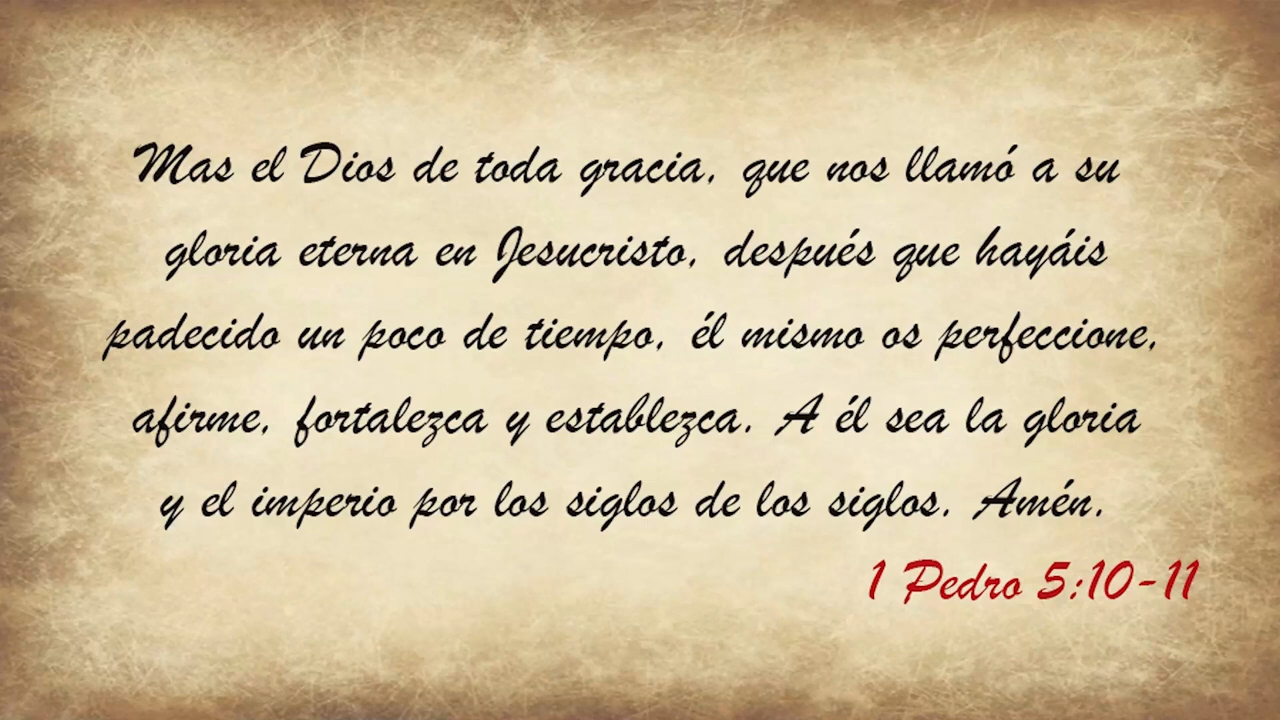 Mas el Dios de toda gracia, que nos llamó a su
gloria eterna en Jesucristo, después que hayáis
padecido un poco de tiempo, él mismo os perfeccione,
afirme, fortalezca y establezca. A él sea la gloria
y el imperio por los siglos de los siglos. Amén.
1 Pedro 5:10-11